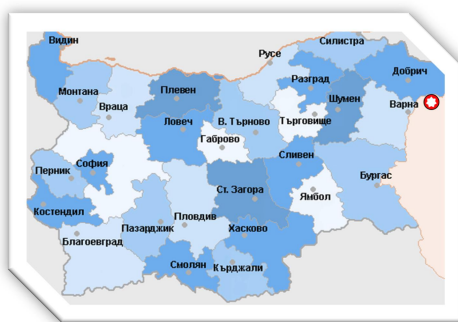 Видин
Силистра
Русе
Добрич
Разград
Монтана
Плевен
Шумен
Враца
Варна
Търговище
Ловеч
В. Търново
Габрово
София
Сливен
Перник
Бургас
Ст. Загора
Ямбол
Костендил
Пловдив
Пазарджик
Хасково
Благоевград
Смолян
Кърджали